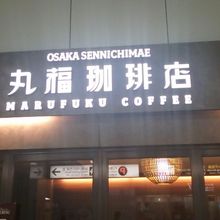 OSAKA SENNICHIMAE
丸福珈琲店
MARUFUKU COFFEE